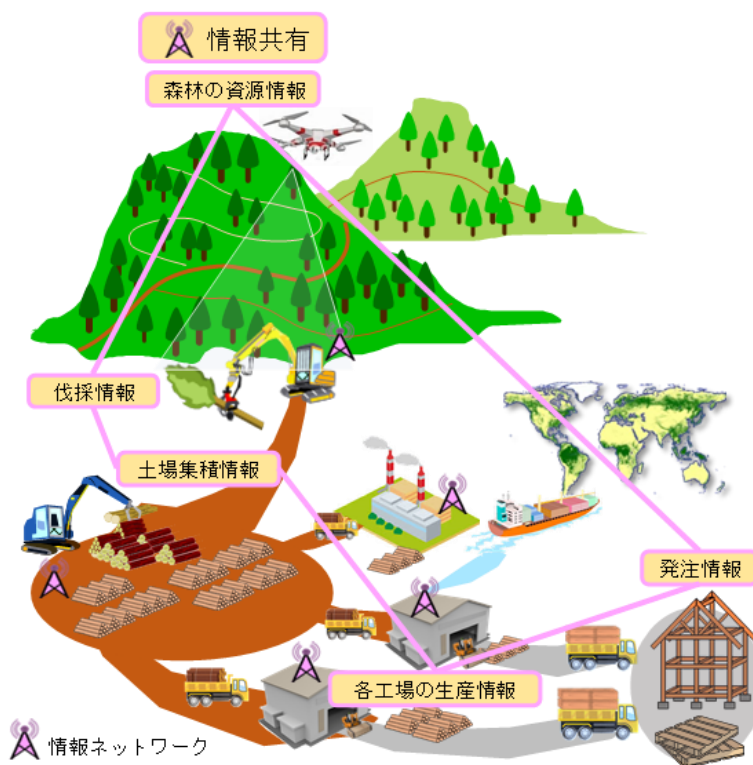 情報共有
森林の資源情報
伐採情報
土場集積情報
発注情報
各工場の生産情報
情報ネットワーク